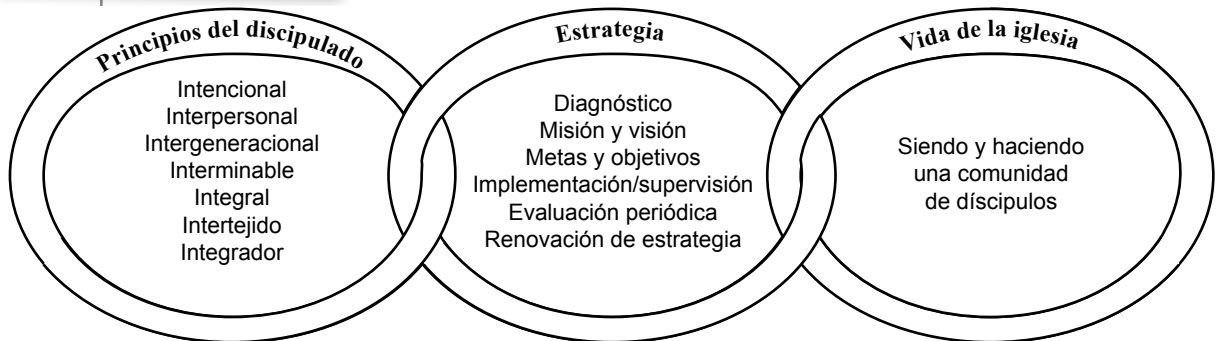 Principios del discipulado
Intencional
Interpersonal
Intergeneracional
Interminable
Integral
Intertejido
Integrador
Estrategia
Diagnóstico
Misión y visión
Metas y objetivos
Implementación/supervisión
Evaluación periódica
Renovación de estrategia
Vida de la iglesia
Siendo y haciendo
una comunidad
de díscipulos